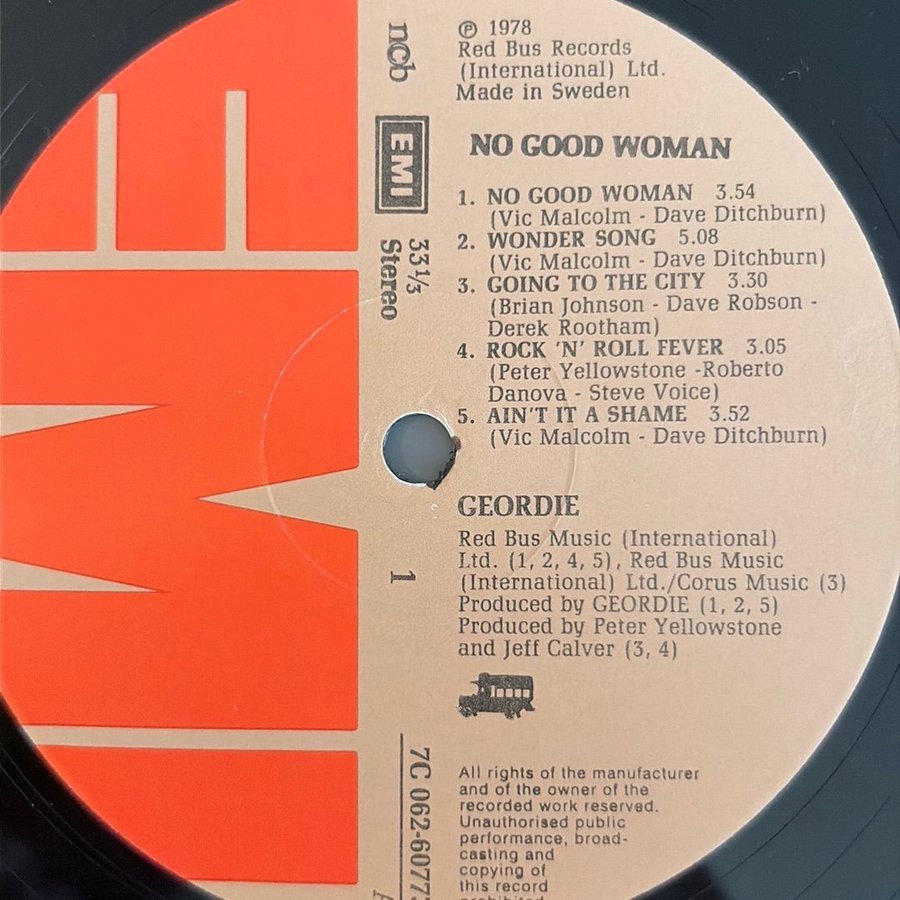 ℗ 1978
Red Bus Records
(International) Ltd.
Made in Sweden
ncb
EMI
33 1/3
Stereo
NO GOOD WOMAN
1. NO GOOD WOMAN 3.54
(Vic Malcolm - Dave Ditchburn)
2. WONDER SONG 5.08
(Vic Malcolm - Dave Ditchburn)
3. GOING TO THE CITY 3.30
(Brian Johnson - Dave Robson -
Derek Rootham)
4. ROCK 'N' ROLL FEVER 3.05
(Peter Yellowstone -Roberto
Danova - Steve Voice)
5. AIN'T IT A SHAME 3.52
(Vic Malcolm - Dave Ditchburn)
GEORDIE
Red Bus Music (International)
Ltd. (1, 2, 4, 5), Red Bus Music
(International) Ltd./Corus Music (3)
Produced by GEORDIE (1, 2, 5)
Produced by Peter Yellowstone
and Jeff Calver (3, 4)
1
7C 062-60773
All rights of the manufacturer
and of the owner of the
recorded work reserved.
Unauthorised public
performance, broad-
casting and
copying of
this record
EMI